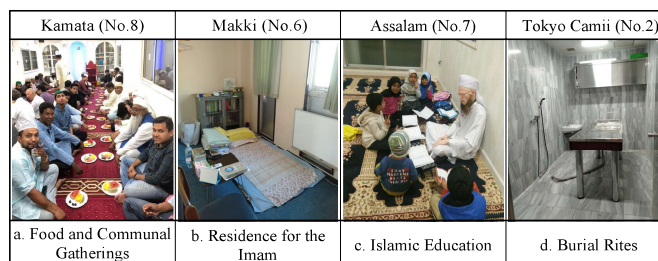 Kamata (No.8)
Makki (No.6)
Assalam (No.7)
Tokyo Camii (No.2)
a. Food and Communal
Gatherings
b. Residence for the
Imam
c. Islamic Education
d. Burial Rites